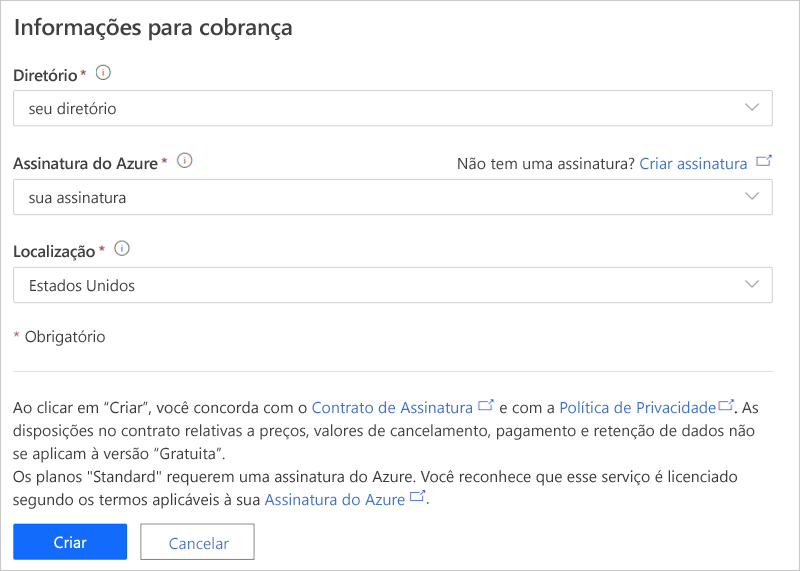 Informações para cobrança
Diretório *
seu diretório
Assinatura do Azure * Não tem uma assinatura? Criar assinatura
sua assinatura
Localização *
Estados Unidos
* Obrigatório
Ao clicar em “Criar”, você concorda com o Contrato de Assinatura e com a Política de Privacidade. As
disposições no contrato relativas a preços, valores de cancelamento, pagamento e retenção de dados não
se aplicam à versão “Gratuita”.
Os planos "Standard" requerem uma assinatura do Azure. Você reconhece que esse serviço é licenciado
segundo os termos aplicáveis à sua Assinatura do Azure.
Criar Cancelar